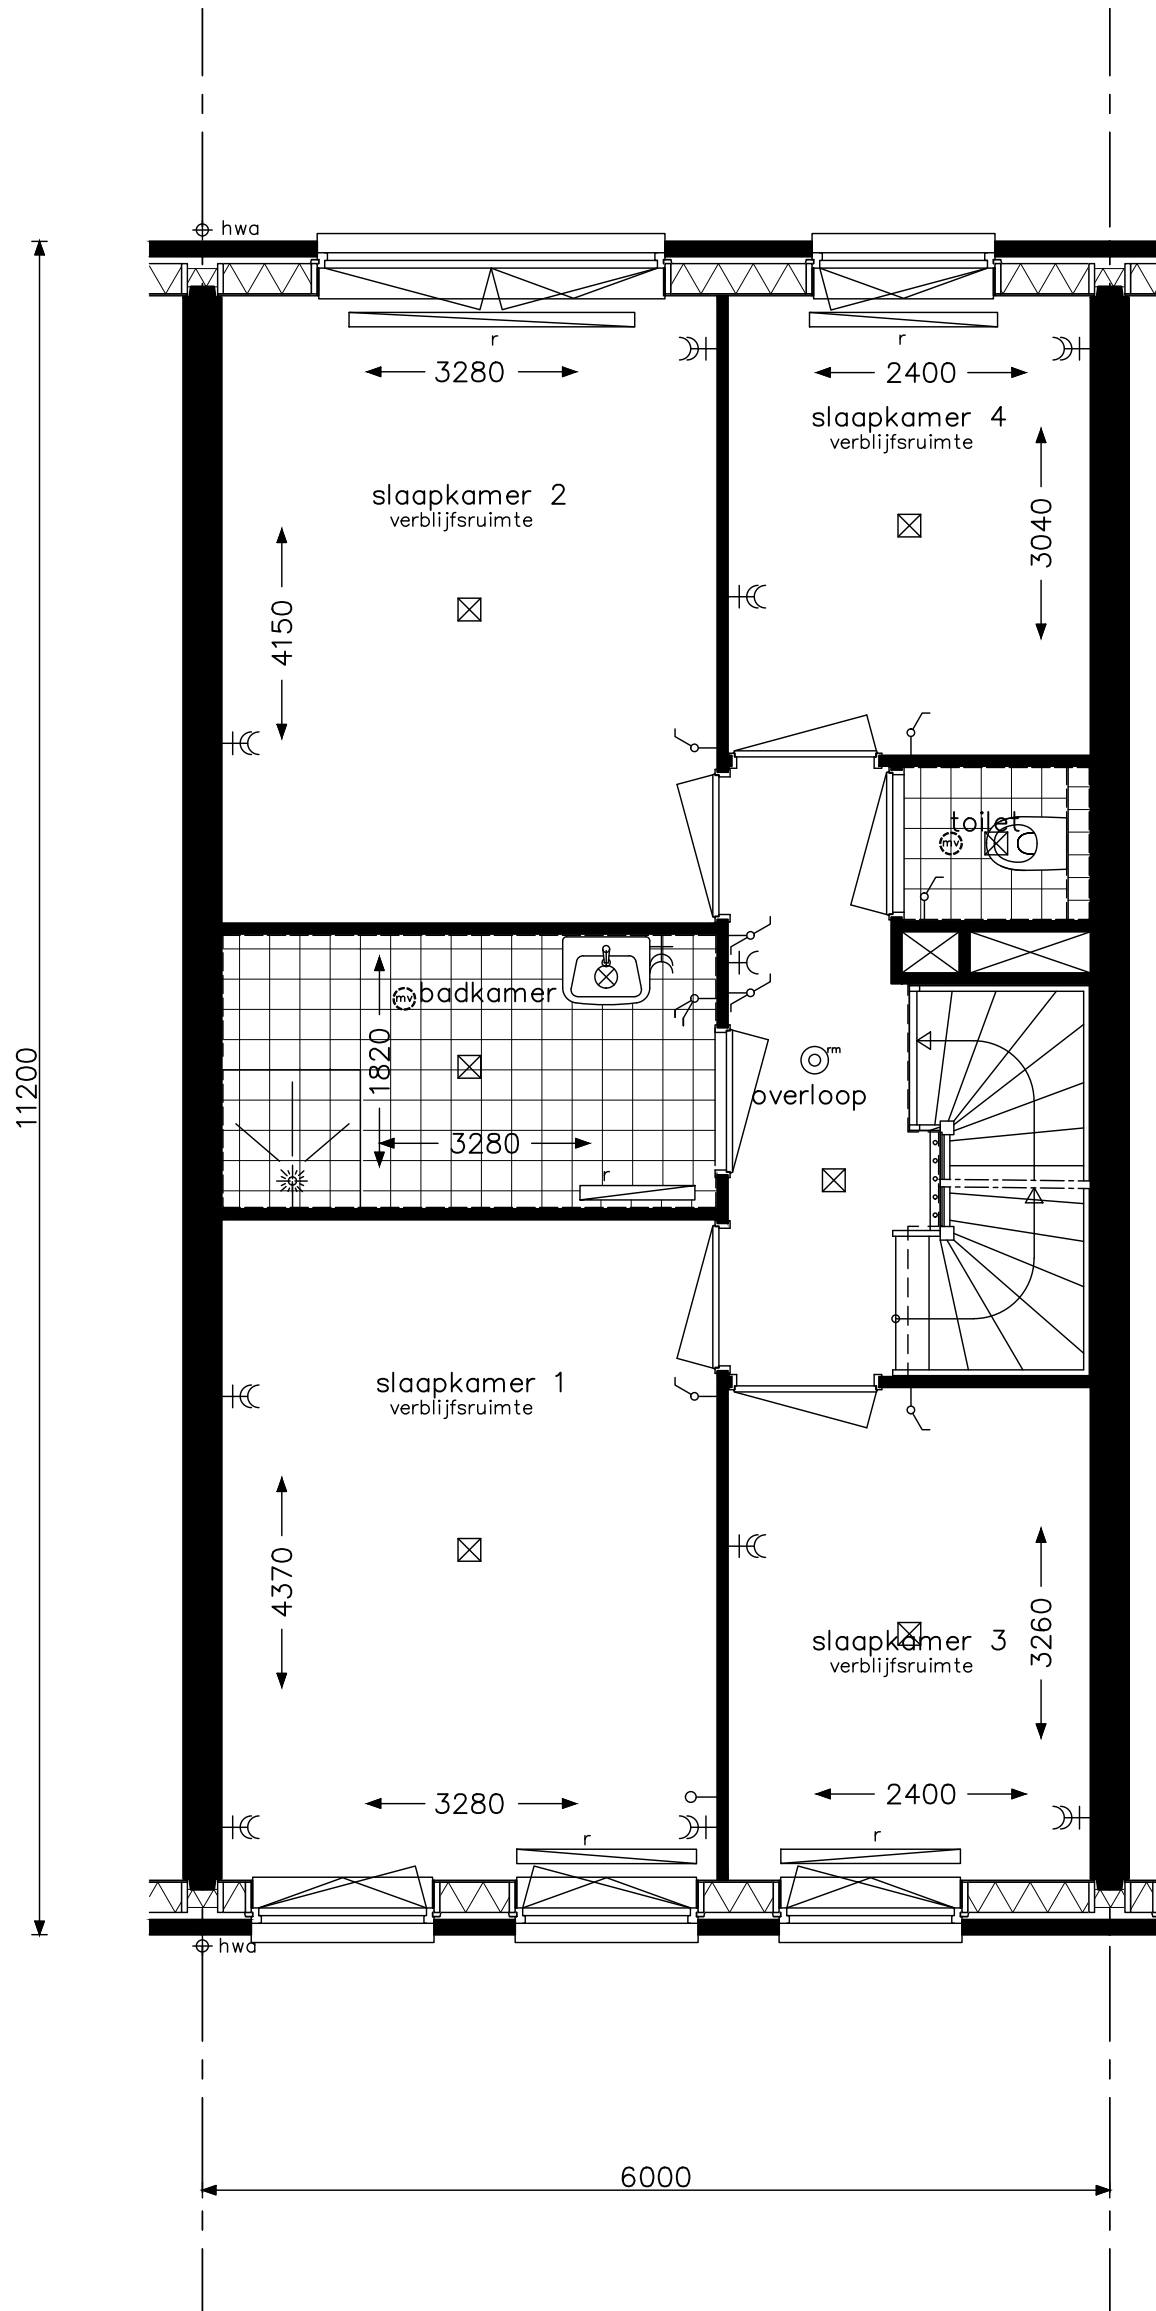 hwa
r
r
3280
2400
slaapkamer 4
verblijfsruimte
slaapkamer 2
verblijfsruimte
3040
4150
toilet
mv
mv
badkamer
1820
rm
overloop
11200
3280
r
slaapkamer 1
verblijfsruimte
4370
slaapkamer 3
verblijfsruimte
3260
3280
2400
r
r
hwa
6000